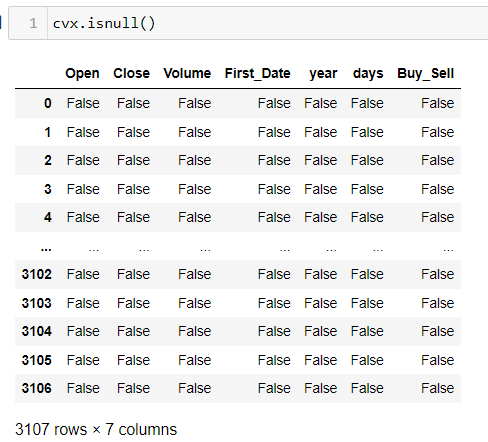 1 cvx.isnull()
Open Close Volume First_Date year days Buy_Sell
0 False False False False False False False
1 False False False False False False False
2 False False False False False False False
3 False False False False False False False
4 False False False False False False False
... ... ... ... ... ... ... ...
3102 False False False False False False False
3103 False False False False False False False
3104 False False False False False False False
3105 False False False False False False False
3106 False False False False False False False
3107 rows × 7 columns